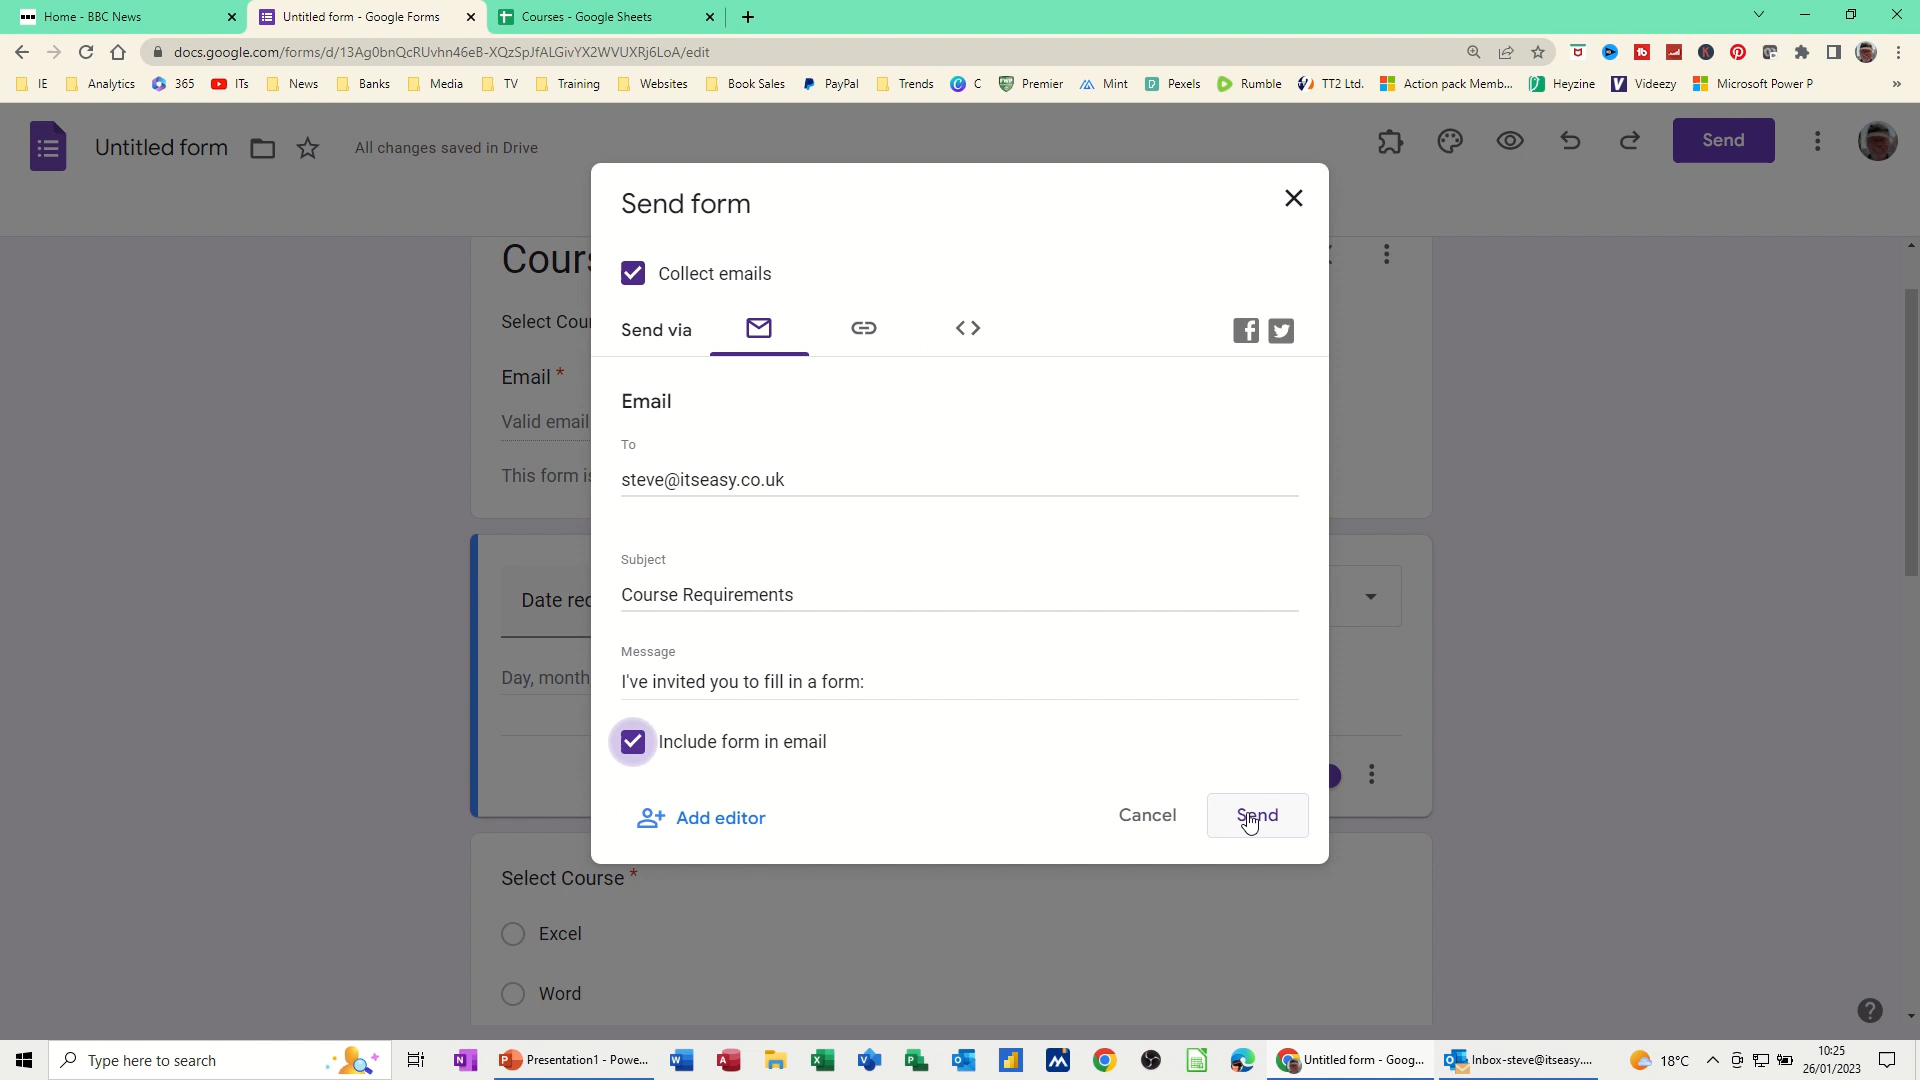 Home - BBC News
Untitled form - Google Forms
Courses - Google Sheets
docs.google.com/forms/d/13Ag0bnQcRUvhn46eB-XQzSpJfALGivYX2WVUXRj6LoA/edit
IE Analytics 365 ITs News Banks Media TV Training Websites Book Sales PayPal Trends C Premier Mint Pexels Rumble TT2 Ltd. Action pack Memb... Heyzine Videezy Microsoft Power P »
Untitled form
All changes saved in Drive
Send
Send form
Collect emails
Send via
Cour
Select Cou
Email *
Valid email
This form is
Email
To
steve@itseasy.co.uk
Subject
Course Requirements
Date rec
Message
I've invited you to fill in a form:
Day, month
Include form in email
Add editor
Cancel
Send
Select Course *
Excel
Word
Type here to search
Presentation1 - Powe...
Untitled form - Goog...
Inbox-steve@itseasy....
18°C
10:25
26/01/2023